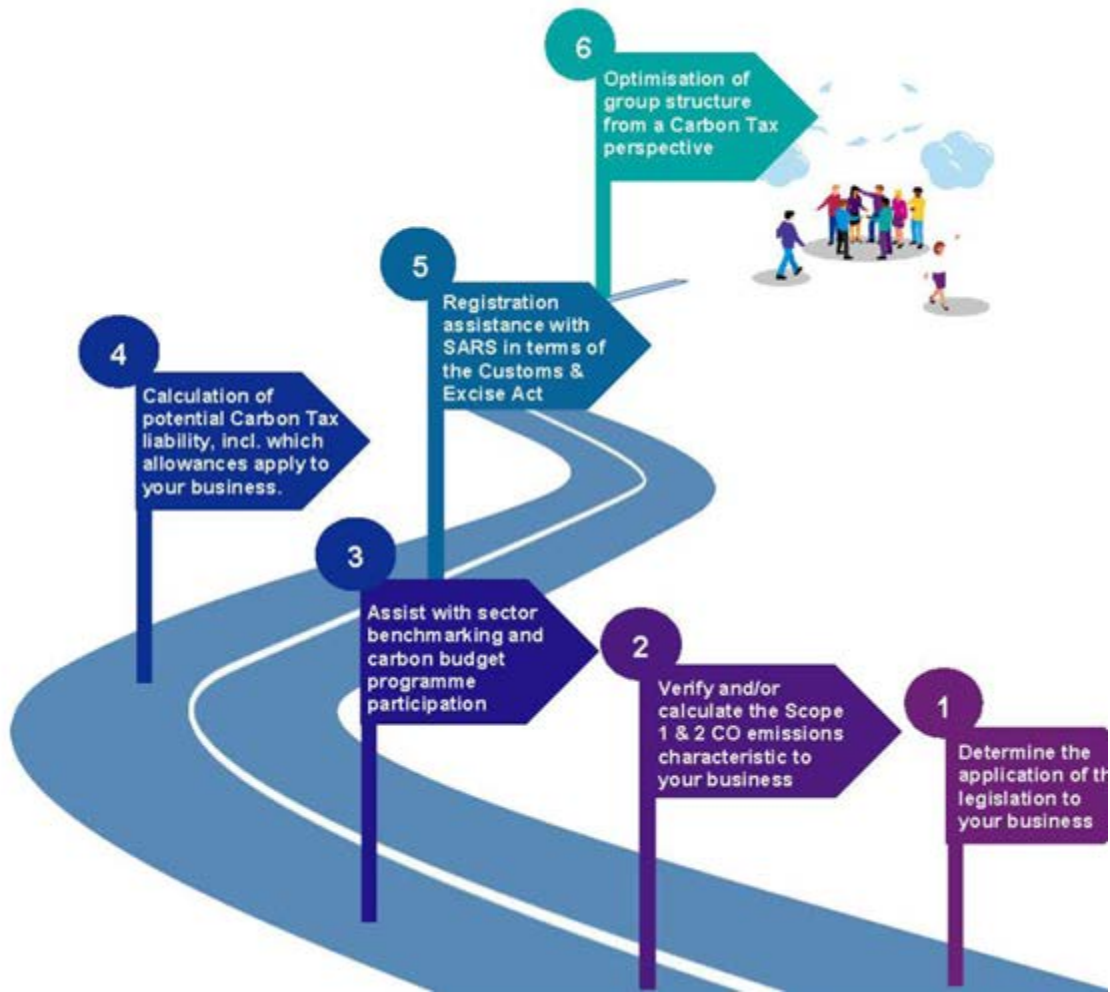 6
Optimisation of
group structure
from a Carbon Tax
perspective
5
Registration
assistance with
SARS in terms of
the Customs &
Excise Act
4
Calculation of
potential Carbon Tax
liability, incl. which
allowances apply to
your business.
3
Assist with sector
benchmarking and
carbon budget
programme
participation
2
Verify and/or
calculate the Scope
1 & 2 CO emissions
characteristic to
your business
1
Determine the
application of th
legislation to
your business